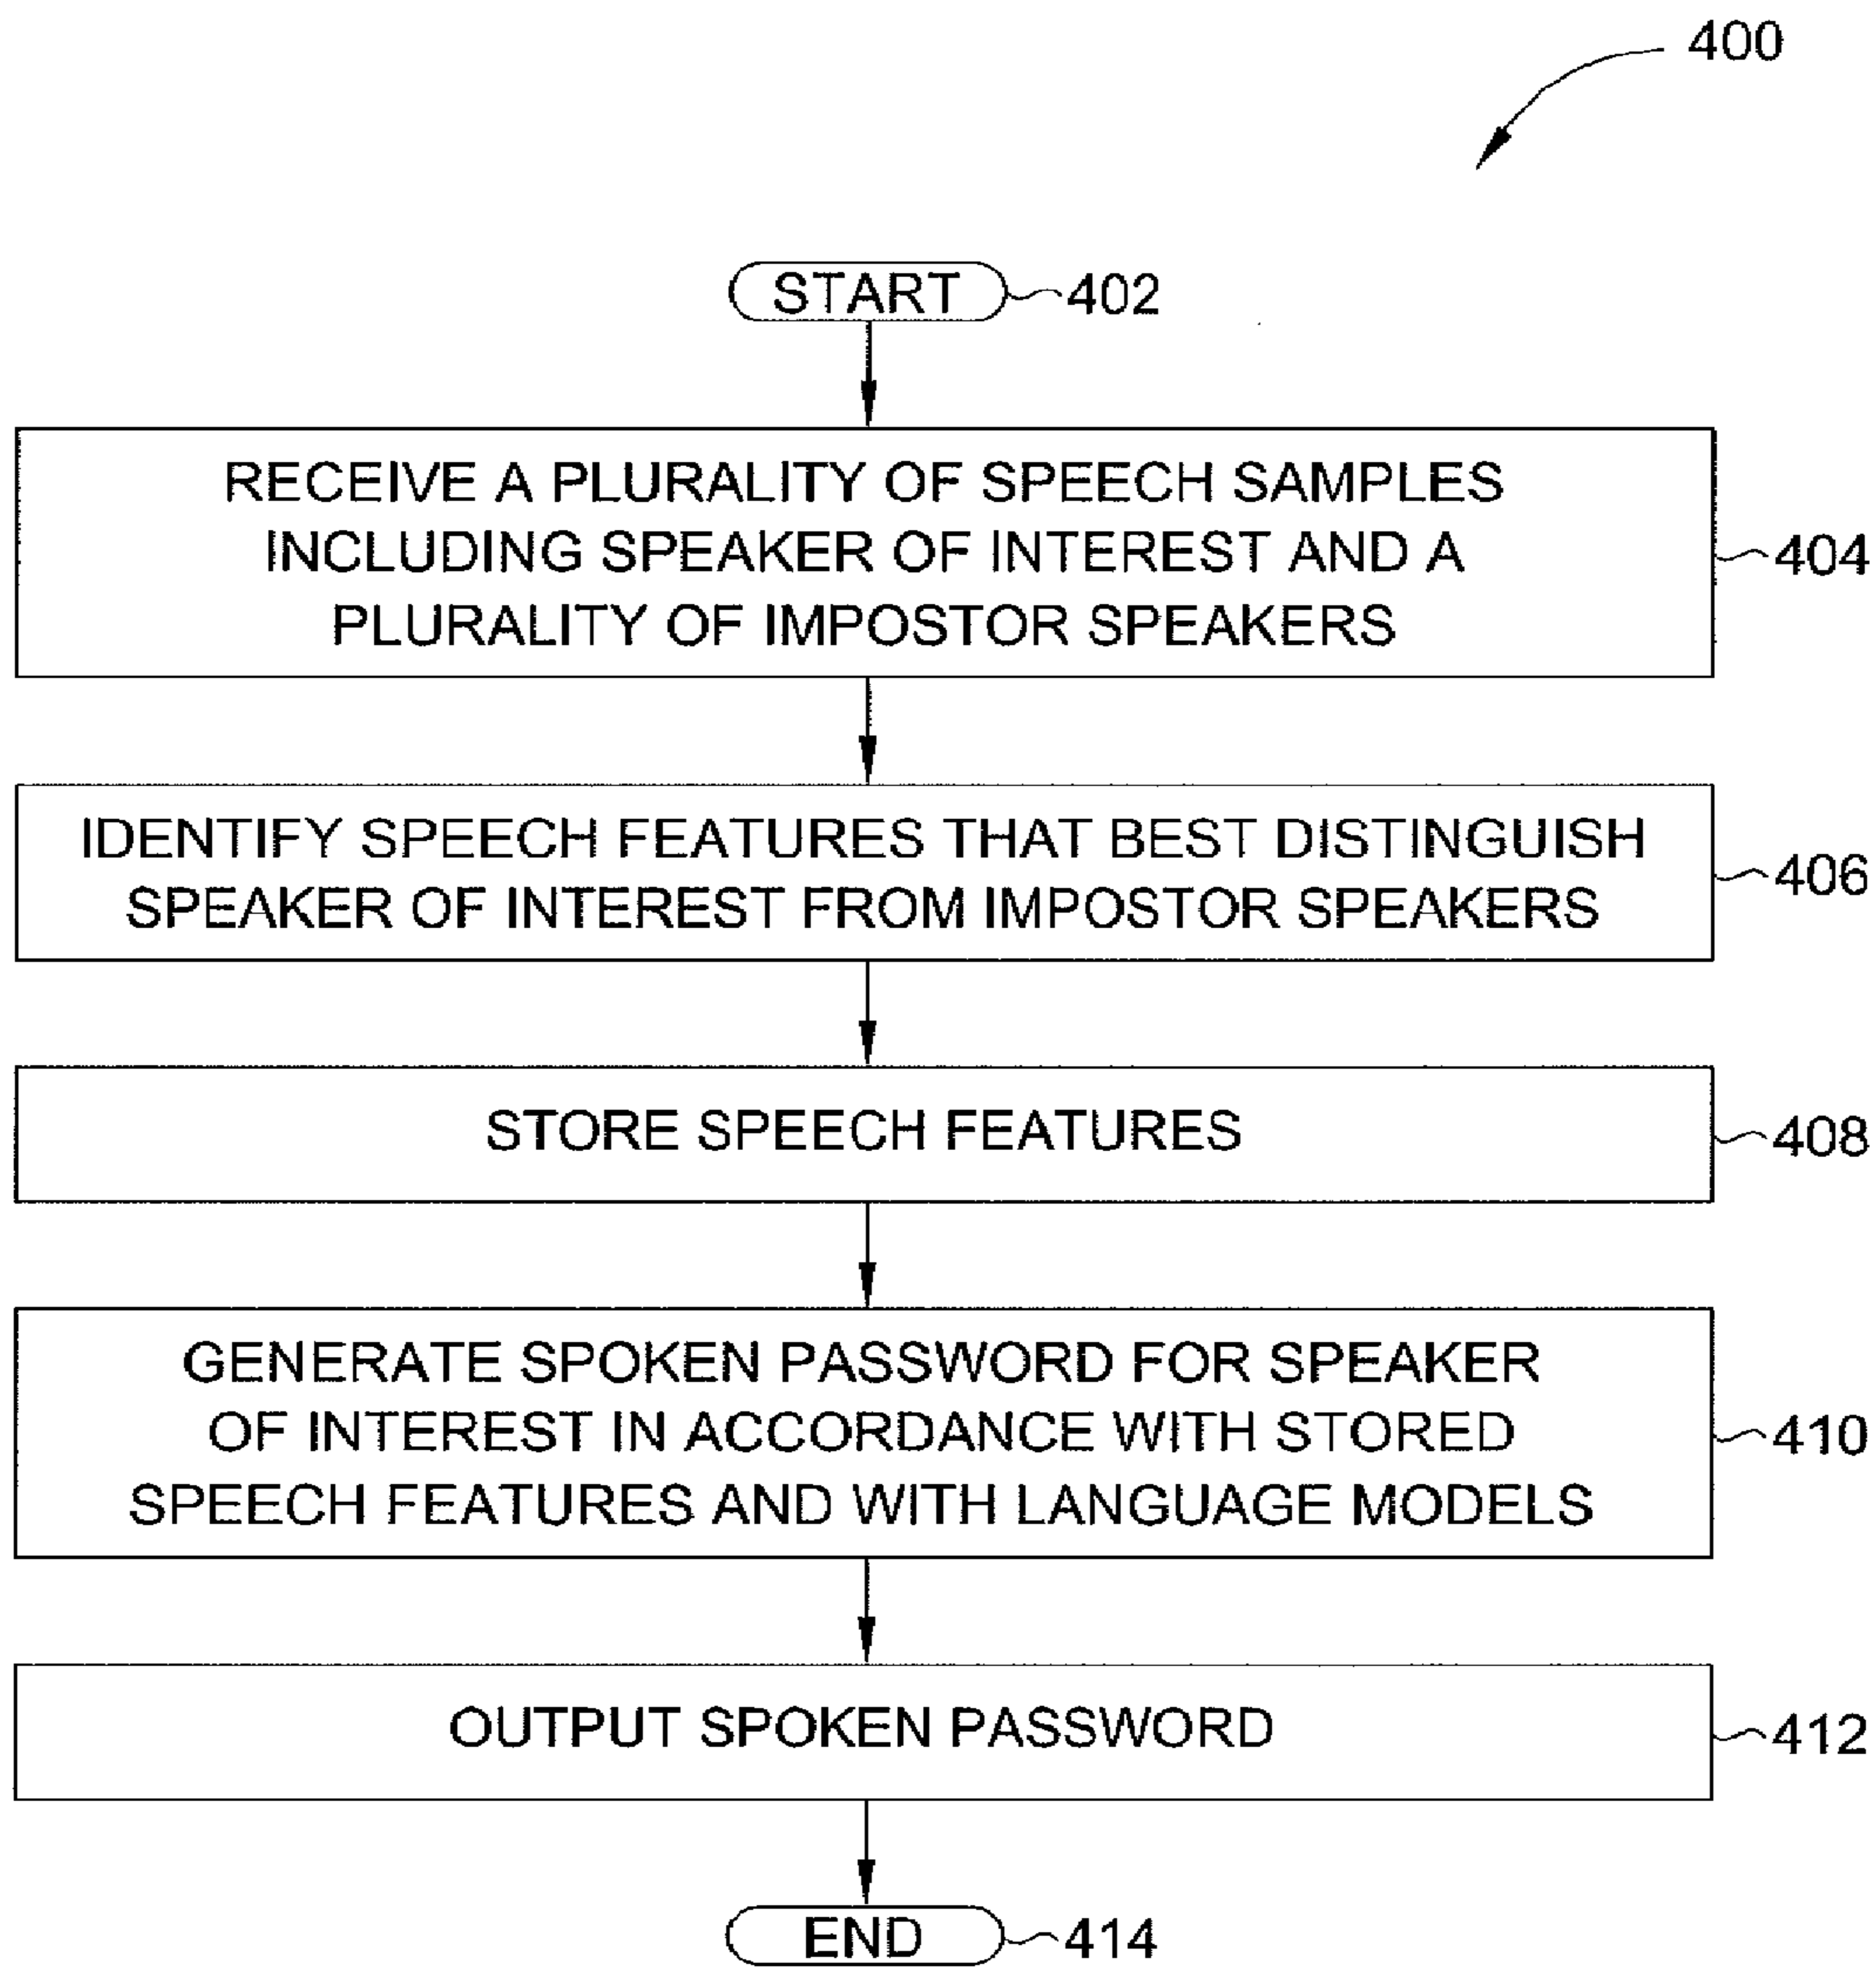 400
START 402
RECEIVE A PLURALITY OF SPEECH SAMPLES
INCLUDING SPEAKER OF INTEREST AND A
PLURALITY OF IMPOSTOR SPEAKERS
404
IDENTIFY SPEECH FEATURES THAT BEST DISTINGUISH
SPEAKER OF INTEREST FROM IMPOSTOR SPEAKERS
406
STORE SPEECH FEATURES
408
GENERATE SPOKEN PASSWORD FOR SPEAKER
OF INTEREST IN ACCORDANCE WITH STORED
SPEECH FEATURES AND WITH LANGUAGE MODELS
410
OUTPUT SPOKEN PASSWORD
412
END 414